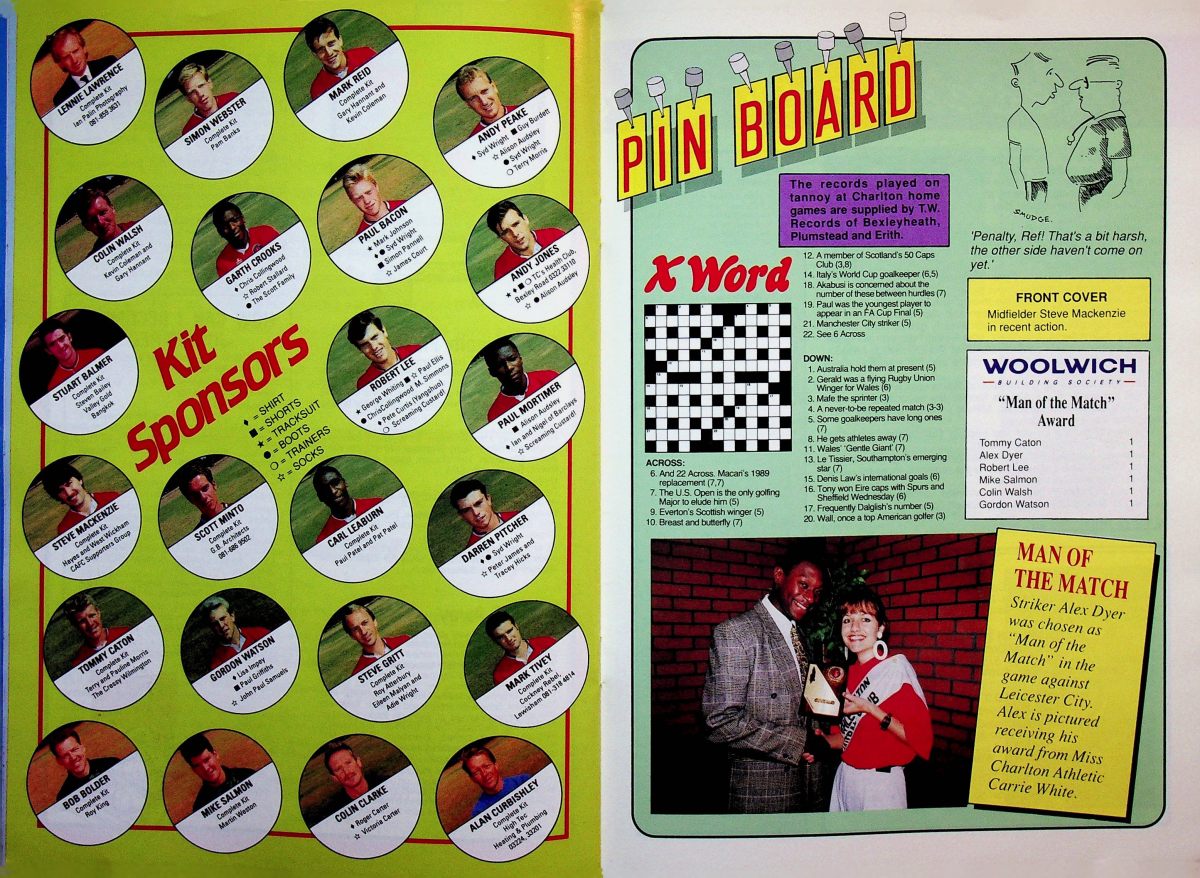 LENNIE LAWRENCE
Complete Kit
Ian Palin Photography
081-859 3631
SIMON WEBSTER
Complete Kit
Pam Banks
MARK REID
Complete Kit
Gary Hannant and
Kevin Coleman
ANDY PEAKE
♦ Syd Wright ■ Guy Burdett
☆ Alison Audsley
● Syd Wright
❍ Terry Morris
COLIN WALSH
Complete Kit
Kevin Coleman and
Gary Hannant
GARTH CROOKS
♦ Chris Collingwood
☆ Robert Stallard
● The Scott Family
PAUL BACON
★ Mark Johnson
♦ ● Syd Wright
■ Simon Pannell
☆ James Court
ANDY JONES
★ ♦ ■ ❍ TC's Health Club,
Bexley Road 0322 33110
☆ ● Alison Audsley
STUART BALMER
Complete Kit
Steven Bailey
Valley Gold
Bangkok
Kit
Sponsors
♦ = SHIRT
■ = SHORTS
★ = TRACKSUIT
● = BOOTS
❍ = TRAINERS
☆ = SOCKS
ROBERT LEE
★ George Whiting ■ ☆ Paul Ellis
● Chris Collingwood, M. Simmons
♦ Pete Curtis (Yangsuo)
❍ Screaming Custard!
PAUL MORTIMER
■ Alison Audsley
♦ Ian and Nigel of Barclays
☆ Screaming Custard!
STEVE MACKENZIE
Complete Kit
Hayes and West Wickham
CAFC Supporters Group
SCOTT MINTO
Complete Kit
G.B. Architects
081-686 9502
CARL LEABURN
Complete Kit
Paul Patel and Pat Patel
DARREN PITCHER
♦ ● Syd Wright
☆ Peter James and
Tracey Hicks
TOMMY CATON
Complete Kit
Terry and Pauline Morris
The Cressy Wilmington
GORDON WATSON
♦ Lisa Impey
■ Paul Griffiths
☆ John Paul Samuels
STEVE GRITT
Complete Kit
Roy Atterbury
Eileen Malyan and
Adie Wright
MARK TIVEY
Complete Kit
Cockney Rebel,
Lewisham 081-318 4814
BOB BOLDER
Complete Kit
Roy King
MIKE SALMON
Complete Kit
Martin Weston
COLIN CLARKE
♦ Roger Carter
☆ Victoria Carter
ALAN CURBISHLEY
Complete Kit
High Tec
Heating & Plumbing
03224, 33201
PIN BOARD
The records played on
tannoy at Charlton home
games are supplied by T.W.
Records of Bexleyheath,
Plumstead and Erith.
SMUDGE.
'Penalty, Ref! That's a bit harsh,
the other side haven't come on
yet.'
X Word
ACROSS:
6. And 22 Across. Macari's 1989
replacement (7,7)
7. The U.S. Open is the only golfing
Major to elude him (5)
9. Everton's Scottish winger (5)
10. Breast and butterfly (7)
12. A member of Scotland's 50 Caps
Club (3,8)
14. Italy's World Cup goalkeeper (6,5)
18. Akabusi is concerned about the
number of these between hurdles (7)
19. Paul was the youngest player to
appear in an FA Cup Final (5)
21. Manchester City striker (5)
22. See 6 Across
DOWN:
1. Australia hold them at present (5)
2. Gerald was a flying Rugby Union
Winger for Wales (6)
3. Mafe the sprinter (3)
4. A never-to-be repeated match (3-3)
5. Some goalkeepers have long ones
(7)
8. He gets athletes away (7)
11. Wales' 'Gentle Giant' (7)
13. Le Tissier, Southampton's emerging
star (7)
15. Denis Law's international goals (6)
16. Tony won Eire caps with Spurs and
Sheffield Wednesday (6)
17. Frequently Dalglish's number (5)
20. Wall, once a top American golfer (3)
FRONT COVER
Midfielder Steve Mackenzie
in recent action.
WOOLWICH
BUILDING SOCIETY
"Man of the Match"
Award
Tommy Caton 1
Alex Dyer 1
Robert Lee 1
Mike Salmon 1
Colin Walsh 1
Gordon Watson 1
MAN OF
THE MATCH
Striker Alex Dyer
was chosen as
"Man of the
Match" in the
game against
Leicester City.
Alex is pictured
receiving his
award from Miss
Charlton Athletic
Carrie White.